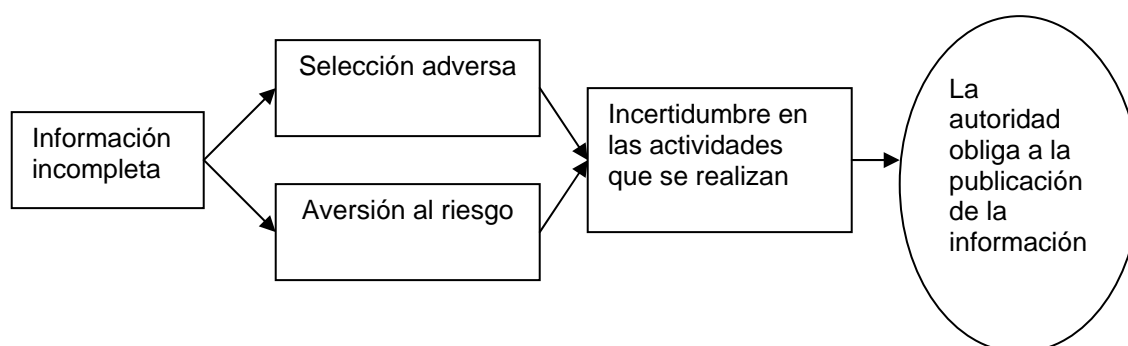 Información
incompleta
Selección adversa
Aversión al riesgo
Incertidumbre en
las actividades
que se realizan
La
autoridad
obliga a la
publicación
de la
información